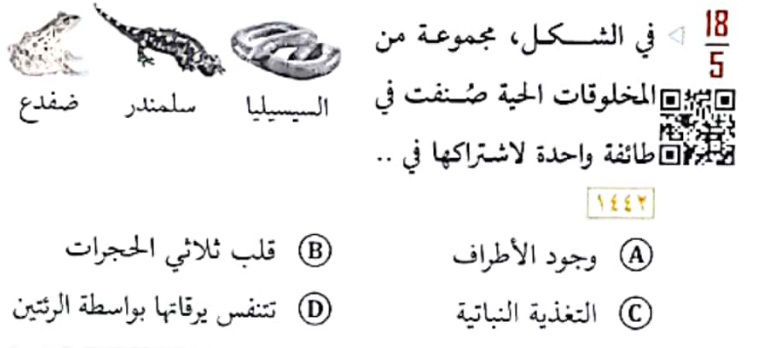 18
5
في الشكل، مجموعة من
المخلوقات الحية صُنفت في
طائفة واحدة لاشتراكها في ..
١٤٤٢
السيسيليا
سلمندر
ضفدع
A وجود الأطراف
B قلب ثلاثي الحجرات
C التغذية النباتية
D تتنفس يرقاتها بواسطة الرئتين